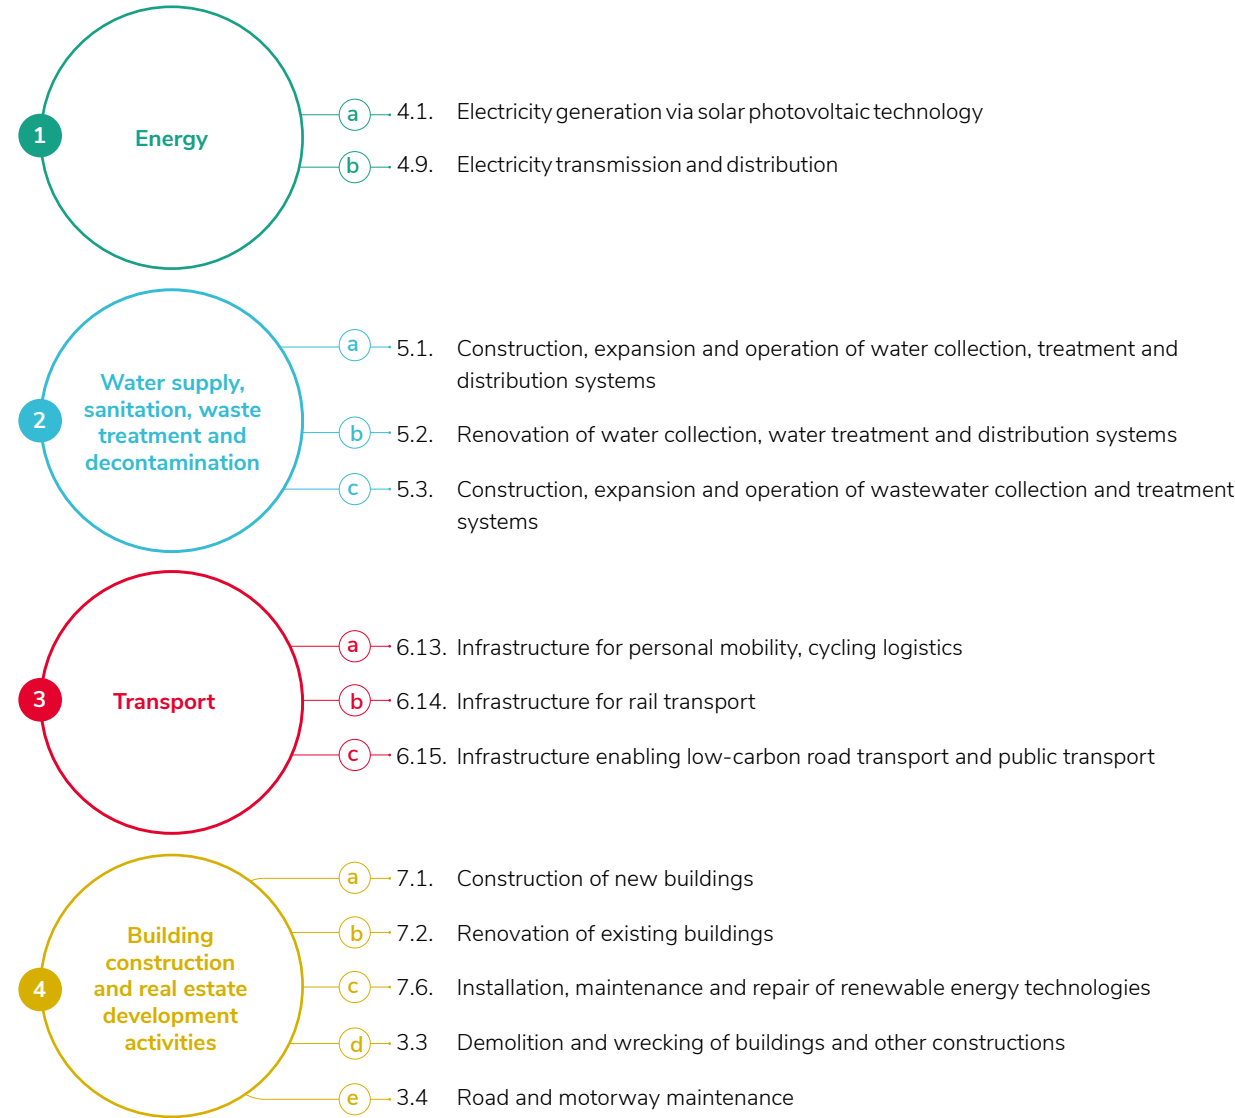 1
Energy
a 4.1. Electricity generation via solar photovoltaic technology
b 4.9. Electricity transmission and distribution
2
Water supply,
sanitation, waste
treatment and
decontamination
a 5.1. Construction, expansion and operation of water collection, treatment and
distribution systems
b 5.2. Renovation of water collection, water treatment and distribution systems
c 5.3. Construction, expansion and operation of wastewater collection and treatment
systems
3
Transport
a 6.13. Infrastructure for personal mobility, cycling logistics
b 6.14. Infrastructure for rail transport
c 6.15. Infrastructure enabling low-carbon road transport and public transport
4
Building
construction
and real estate
development
activities
a 7.1. Construction of new buildings
b 7.2. Renovation of existing buildings
c 7.6. Installation, maintenance and repair of renewable energy technologies
d 3.3 Demolition and wrecking of buildings and other constructions
e 3.4 Road and motorway maintenance